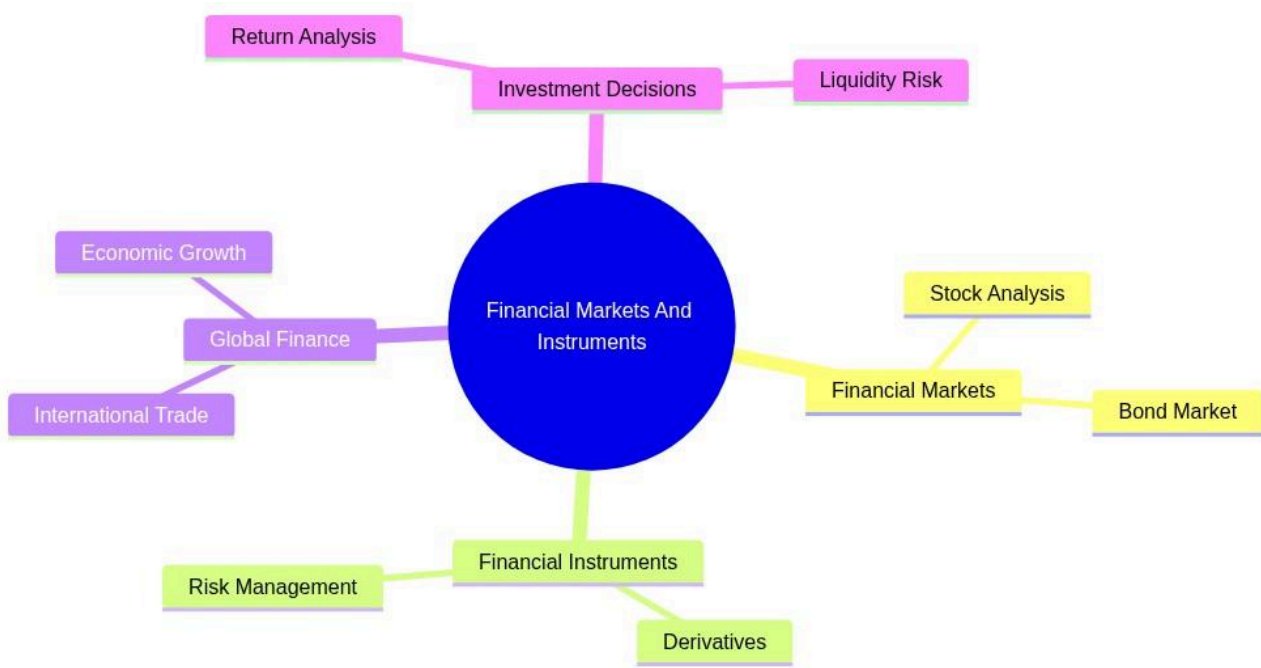 Return Analysis
Investment Decisions
Liquidity Risk
Economic Growth
Global Finance
International Trade
Financial Markets And
Instruments
Stock Analysis
Financial Markets
Bond Market
Financial Instruments
Risk Management
Derivatives